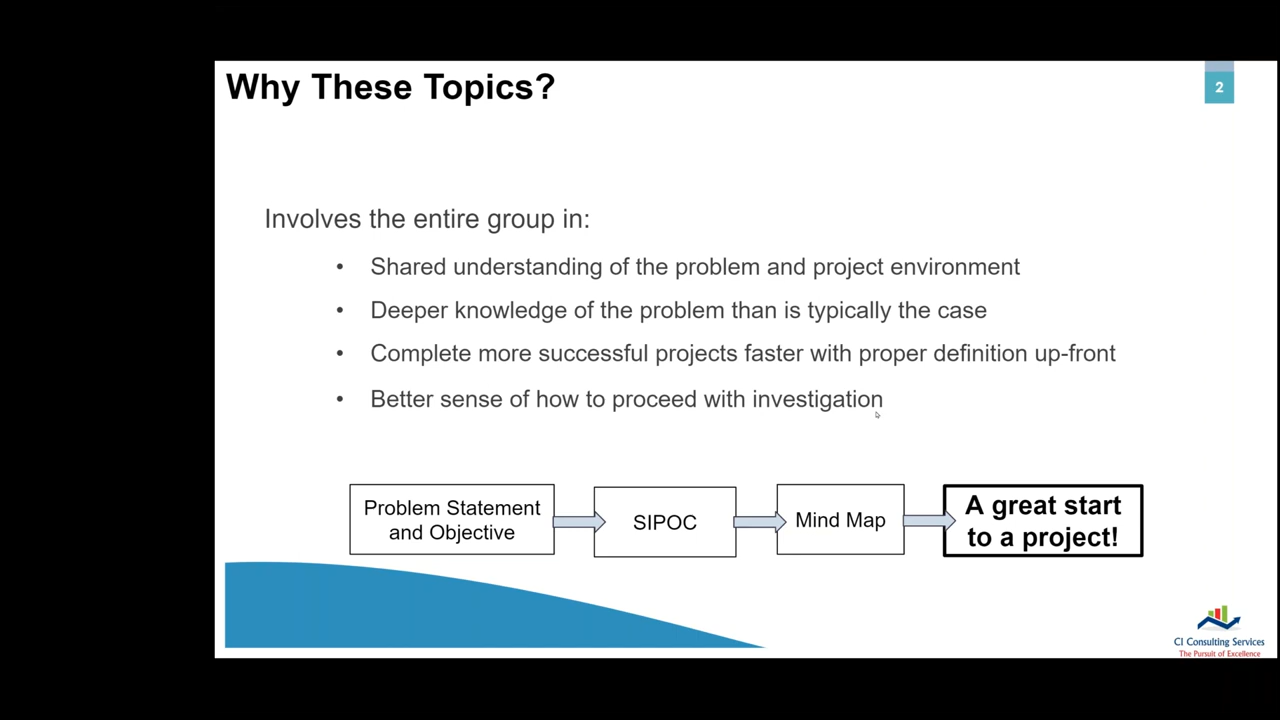 Why These Topics?
2
Involves the entire group in:
• Shared understanding of the problem and project environment
• Deeper knowledge of the problem than is typically the case
• Complete more successful projects faster with proper definition up-front
• Better sense of how to proceed with investigation
Problem Statement
and Objective
SIPOC
Mind Map
A great start
to a project!
CI Consulting Services
The Pursuit of Excellence